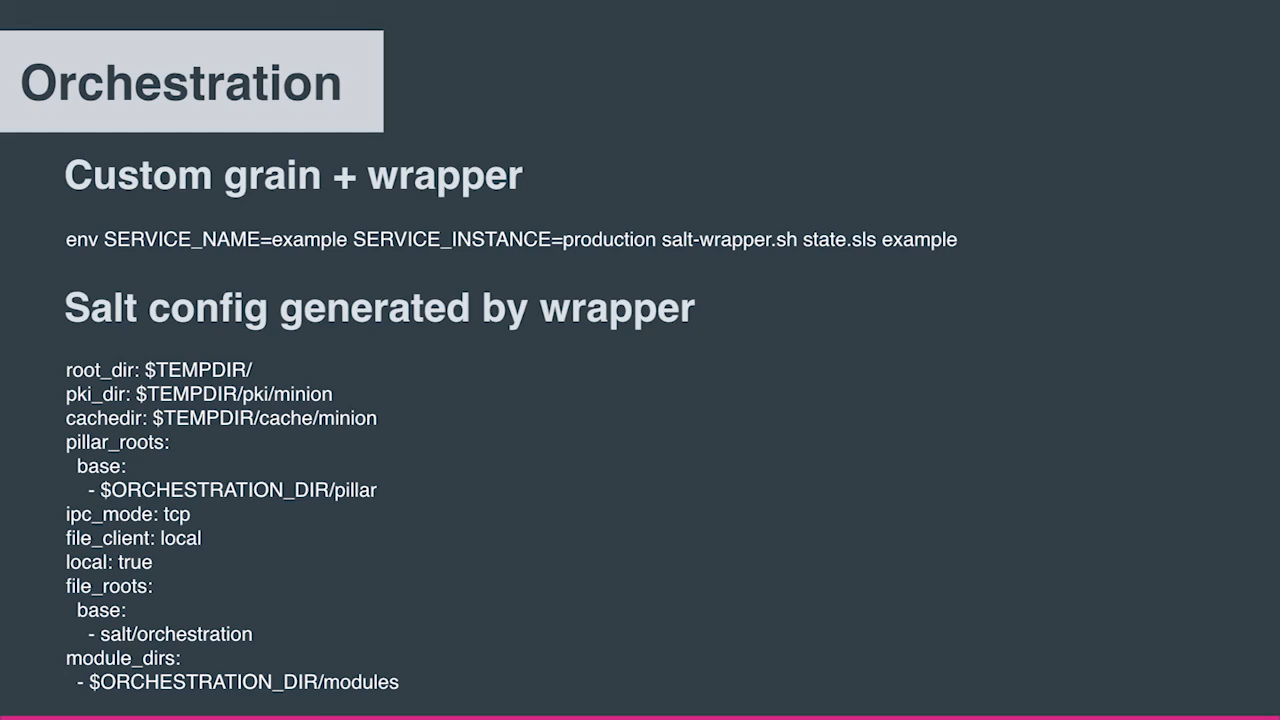 Orchestration
Custom grain + wrapper
env SERVICE_NAME=example SERVICE_INSTANCE=production salt-wrapper.sh state.sls example
Salt config generated by wrapper
root_dir: $TEMPDIR/
pki_dir: $TEMPDIR/pki/minion
cachedir: $TEMPDIR/cache/minion
pillar_roots:
  base:
    - $ORCHESTRATION_DIR/pillar
ipc_mode: tcp
file_client: local
local: true
file_roots:
  base:
    - salt/orchestration
module_dirs:
  - $ORCHESTRATION_DIR/modules